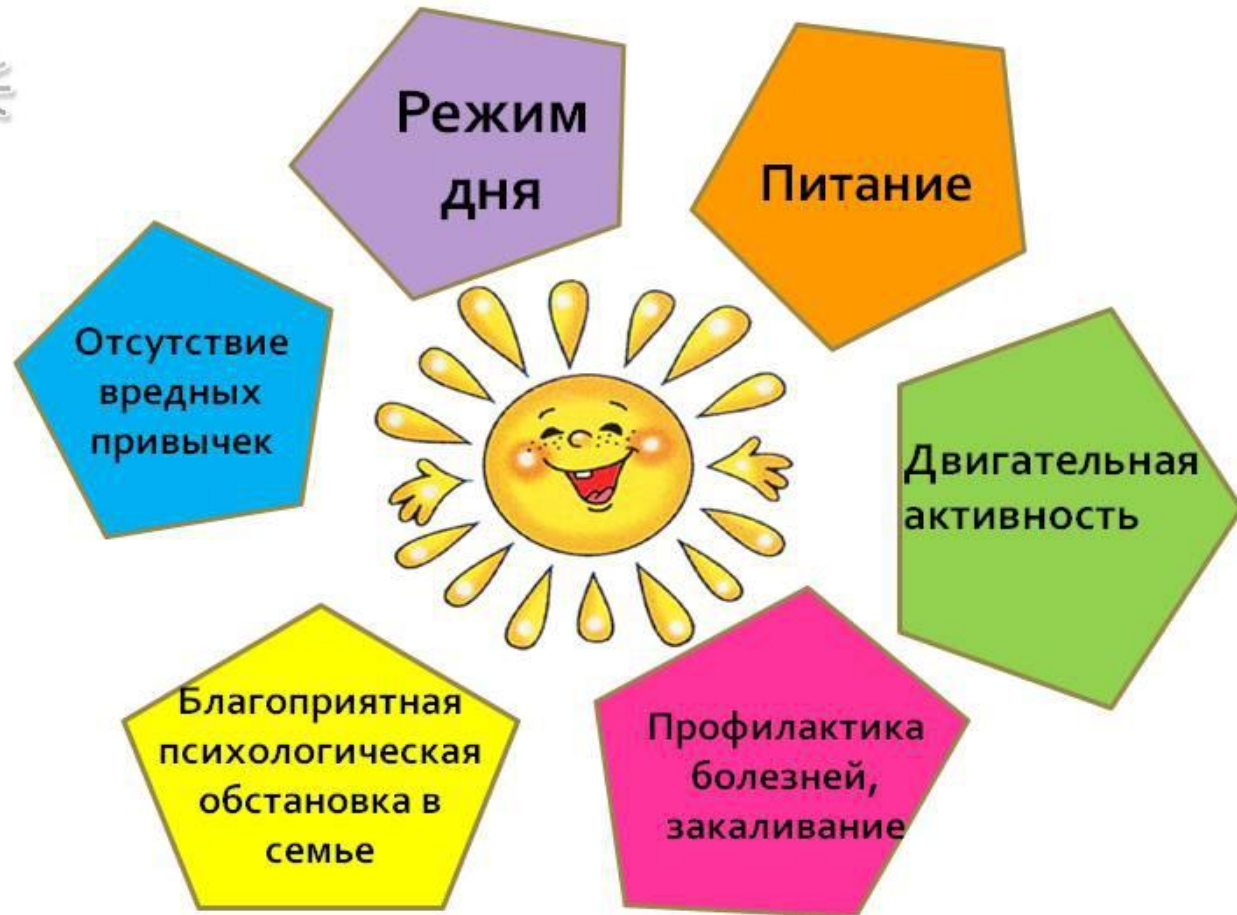 Режим
дня
Питание
Отсутствие
вредных
привычек
Двигательная
активность
Благоприятная
психологическая
обстановка в
семье
Профилактика
болезней,
закаливание